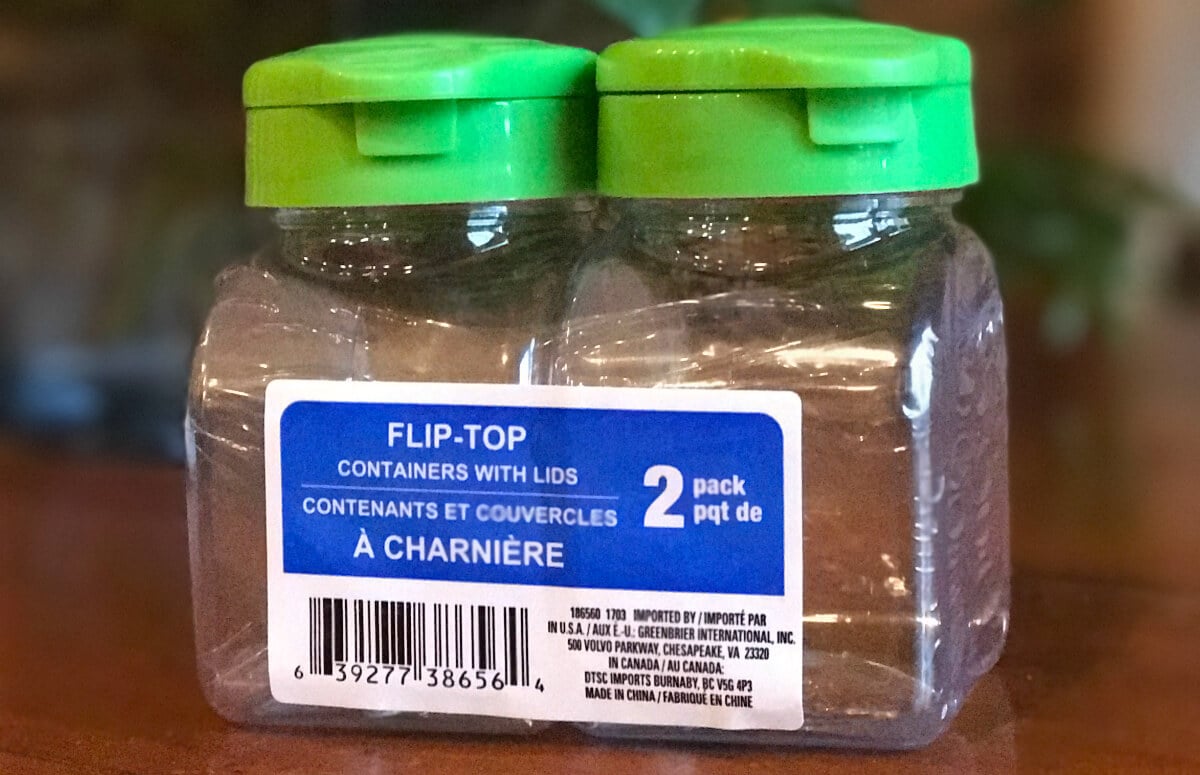 FLIP-TOP
CONTAINERS WITH LIDS
CONTENANTS ET COUVERCLES
À CHARNIÈRE
2 pack
pqt de
186560 1703 IMPORTED BY / IMPORTÉ PAR
IN U.S.A. / AUX É.-U.: GREENBRIER INTERNATIONAL, INC.
500 VOLVO PARKWAY, CHESAPEAKE, VA 23320
IN CANADA / AU CANADA:
DTSC IMPORTS BURNABY, BC V5G 4P3
MADE IN CHINA / FABRIQUÉ EN CHINE
6 39277 38656 4